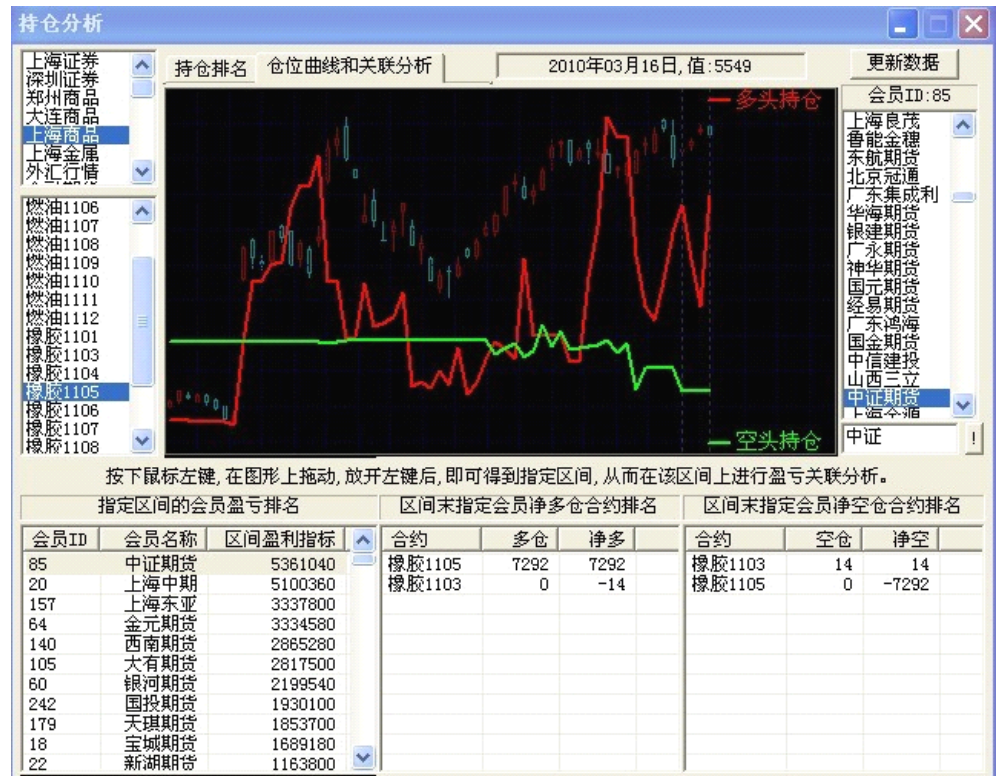 持仓分析
上海证券
深圳证券
郑州商品
大连商品
上海商品
上海金属
外汇行情
持仓排名 仓位曲线和关联分析 2010年03月16日,值:5549 更新数据
会员ID:85
多头持仓
空头持仓
燃油1106
燃油1107
燃油1108
燃油1109
燃油1110
燃油1111
燃油1112
橡胶1101
橡胶1103
橡胶1104
橡胶1105
橡胶1106
橡胶1107
橡胶1108
上海良茂
鲁能金穗
东航期货
北京冠通
广东集成利
华海期货
银建期货
广永期货
神华期货
国元期货
经易期货
广东鸿海
国金期货
中信建投
山西三立
中证期货
中证 !
按下鼠标左键,在图形上拖动,放开左键后,即可得到指定区间,从而在该区间上进行盈亏关联分析。
指定区间的会员盈亏排名 区间末指定会员净多仓合约排名 区间末指定会员净空仓合约排名
会员ID 会员名称 区间盈利指标 合约 多仓 净多 合约 空仓 净空
85 中证期货 5361040 橡胶1105 7292 7292 橡胶1103 14 14
20 上海中期 5100360 橡胶1103 0 -14 橡胶1105 0 -7292
157 上海东亚 3337800
64 金元期货 3334580
140 西南期货 2865280
105 大有期货 2817500
60 银河期货 2199540
242 国投期货 1930100
179 天琪期货 1853700
18 宝城期货 1689180
22 新湖期货 1163800